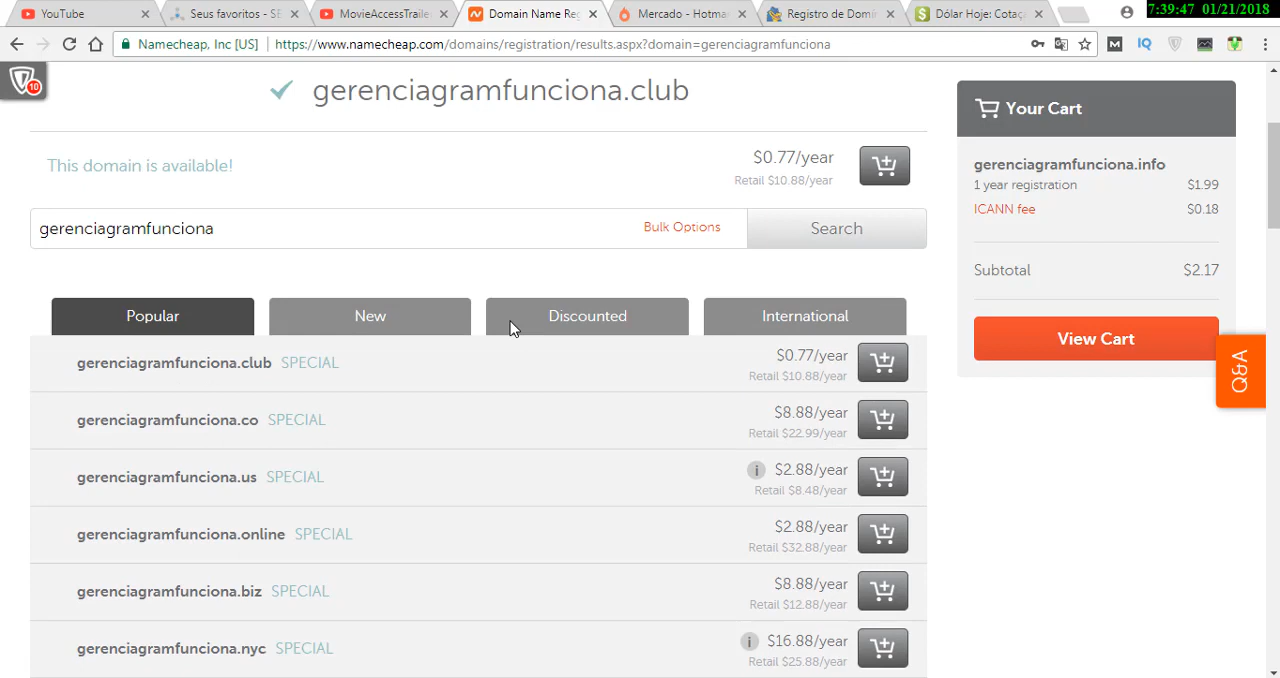 YouTube
Seus favoritos - SE
MovieAccessTraile
Domain Name Reg
Mercado - Hotmar
Registro de Domí
Dólar Hoje: Cotaç
7:39:47 01/21/2018
Namecheap, Inc [US]
https://www.namecheap.com/domains/registration/results.aspx?domain=gerenciagramfunciona
10
gerenciagramfunciona.club
This domain is available!
$0.77/year
Retail $10.88/year
gerenciagramfunciona
Bulk Options
Search
Popular
New
Discounted
International
gerenciagramfunciona.club SPECIAL
$0.77/year
Retail $10.88/year
gerenciagramfunciona.co SPECIAL
$8.88/year
Retail $22.99/year
gerenciagramfunciona.us SPECIAL
$2.88/year
Retail $8.48/year
gerenciagramfunciona.online SPECIAL
$2.88/year
Retail $32.88/year
gerenciagramfunciona.biz SPECIAL
$8.88/year
Retail $12.88/year
gerenciagramfunciona.nyc SPECIAL
$16.88/year
Retail $25.88/year
Your Cart
gerenciagramfunciona.info
1 year registration $1.99
ICANN fee $0.18
Subtotal $2.17
View Cart
Q&A